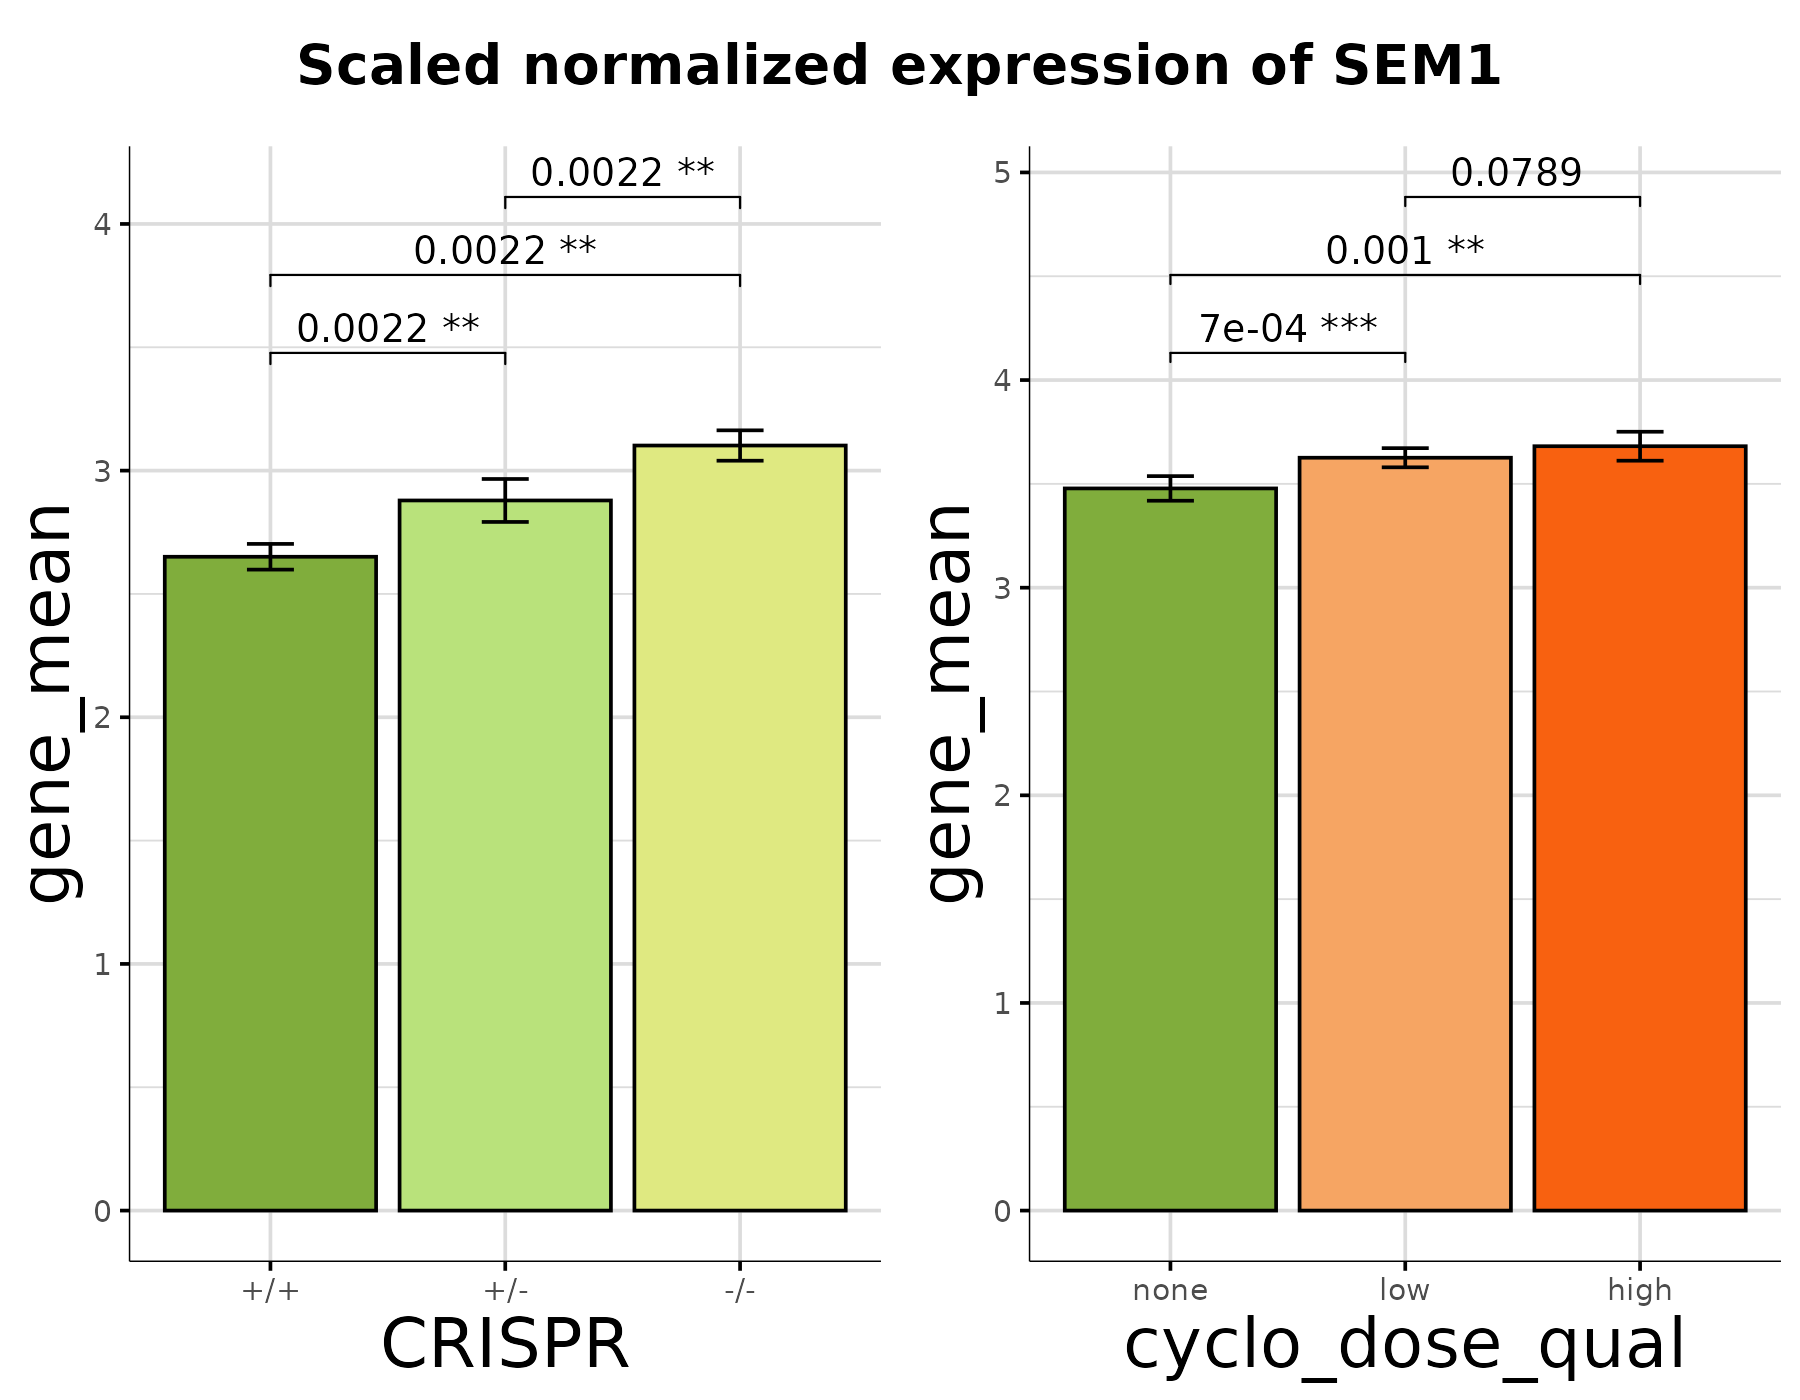 Scaled normalized expression of SEM1
0.0022 **
0.0022 **
0.0022 **
4
3
2
1
0
gene_mean
+/+
+/-
-/-
CRISPR
0.0789
0.001 **
7e-04 ***
5
4
3
2
1
0
gene_mean
none
low
high
cyclo_dose_qual